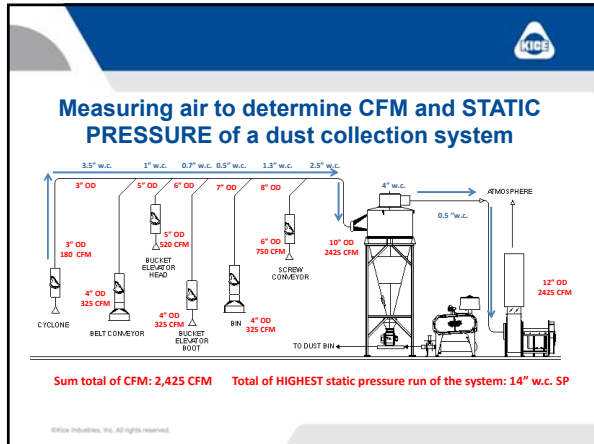 KICE
Measuring air to determine CFM and STATIC
PRESSURE of a dust collection system
3.5" w.c.
1" w.c.
0.7" w.c.
0.5" w.c.
1.3" w.c.
2.5" w.c.
3" OD
5" OD
6" OD
7" OD
8" OD
4" w.c.
ATMOSPHERE
0.5 "w.c.
3" OD
180 CFM
5" OD
520 CFM
BUCKET
ELEVATOR
HEAD
6" OD
750 CFM
SCREW
CONVEYOR
10" OD
2425 CFM
12" OD
2425 CFM
4" OD
325 CFM
4" OD
325 CFM
4" OD
325 CFM
CYCLONE
BELT CONVEYOR
BUCKET
ELEVATOR
BOOT
BIN
TO DUST BIN
Sum total of CFM: 2,425 CFM
Total of HIGHEST static pressure run of the system: 14" w.c. SP
©Kice Industries, Inc. All rights reserved.